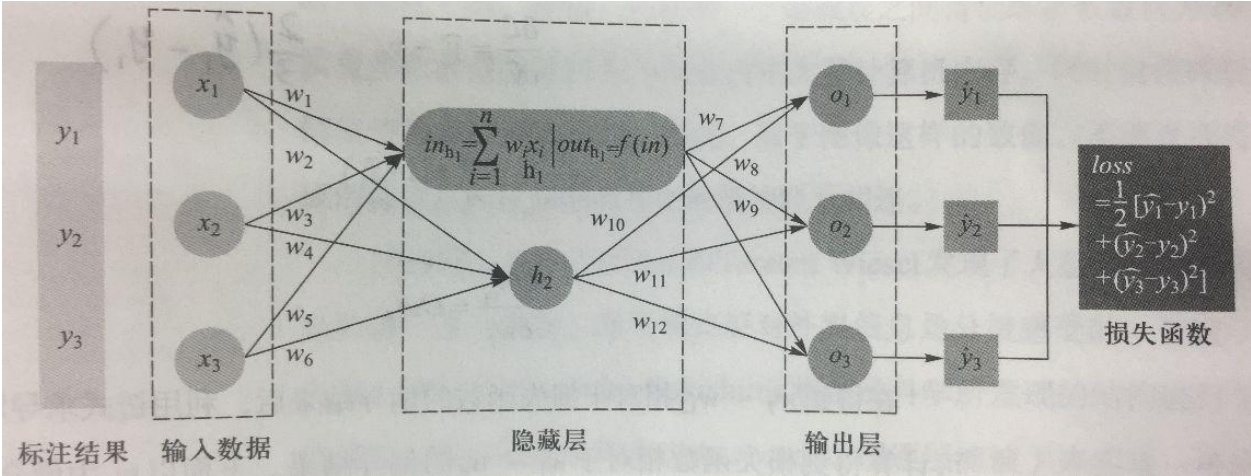 y₁
y₂
y₃
标注结果
x₁
x₂
x₃
输入数据
w₁
w₂
w₃
w₄
w₅
w₆
in_h₁=∑ⁿᵢ₌₁ wᵢxᵢ | out_h₁=f(in)
h₁
h₂
隐藏层
w₇
w₈
w₉
w₁₀
w₁₁
w₁₂
o₁
o₂
o₃
输出层
ŷ₁
ŷ₂
ŷ₃
loss
=½[ŷ₁−y₁)²
+(ŷ₂−y₂)²
+(ŷ₃−y₃)²]
损失函数